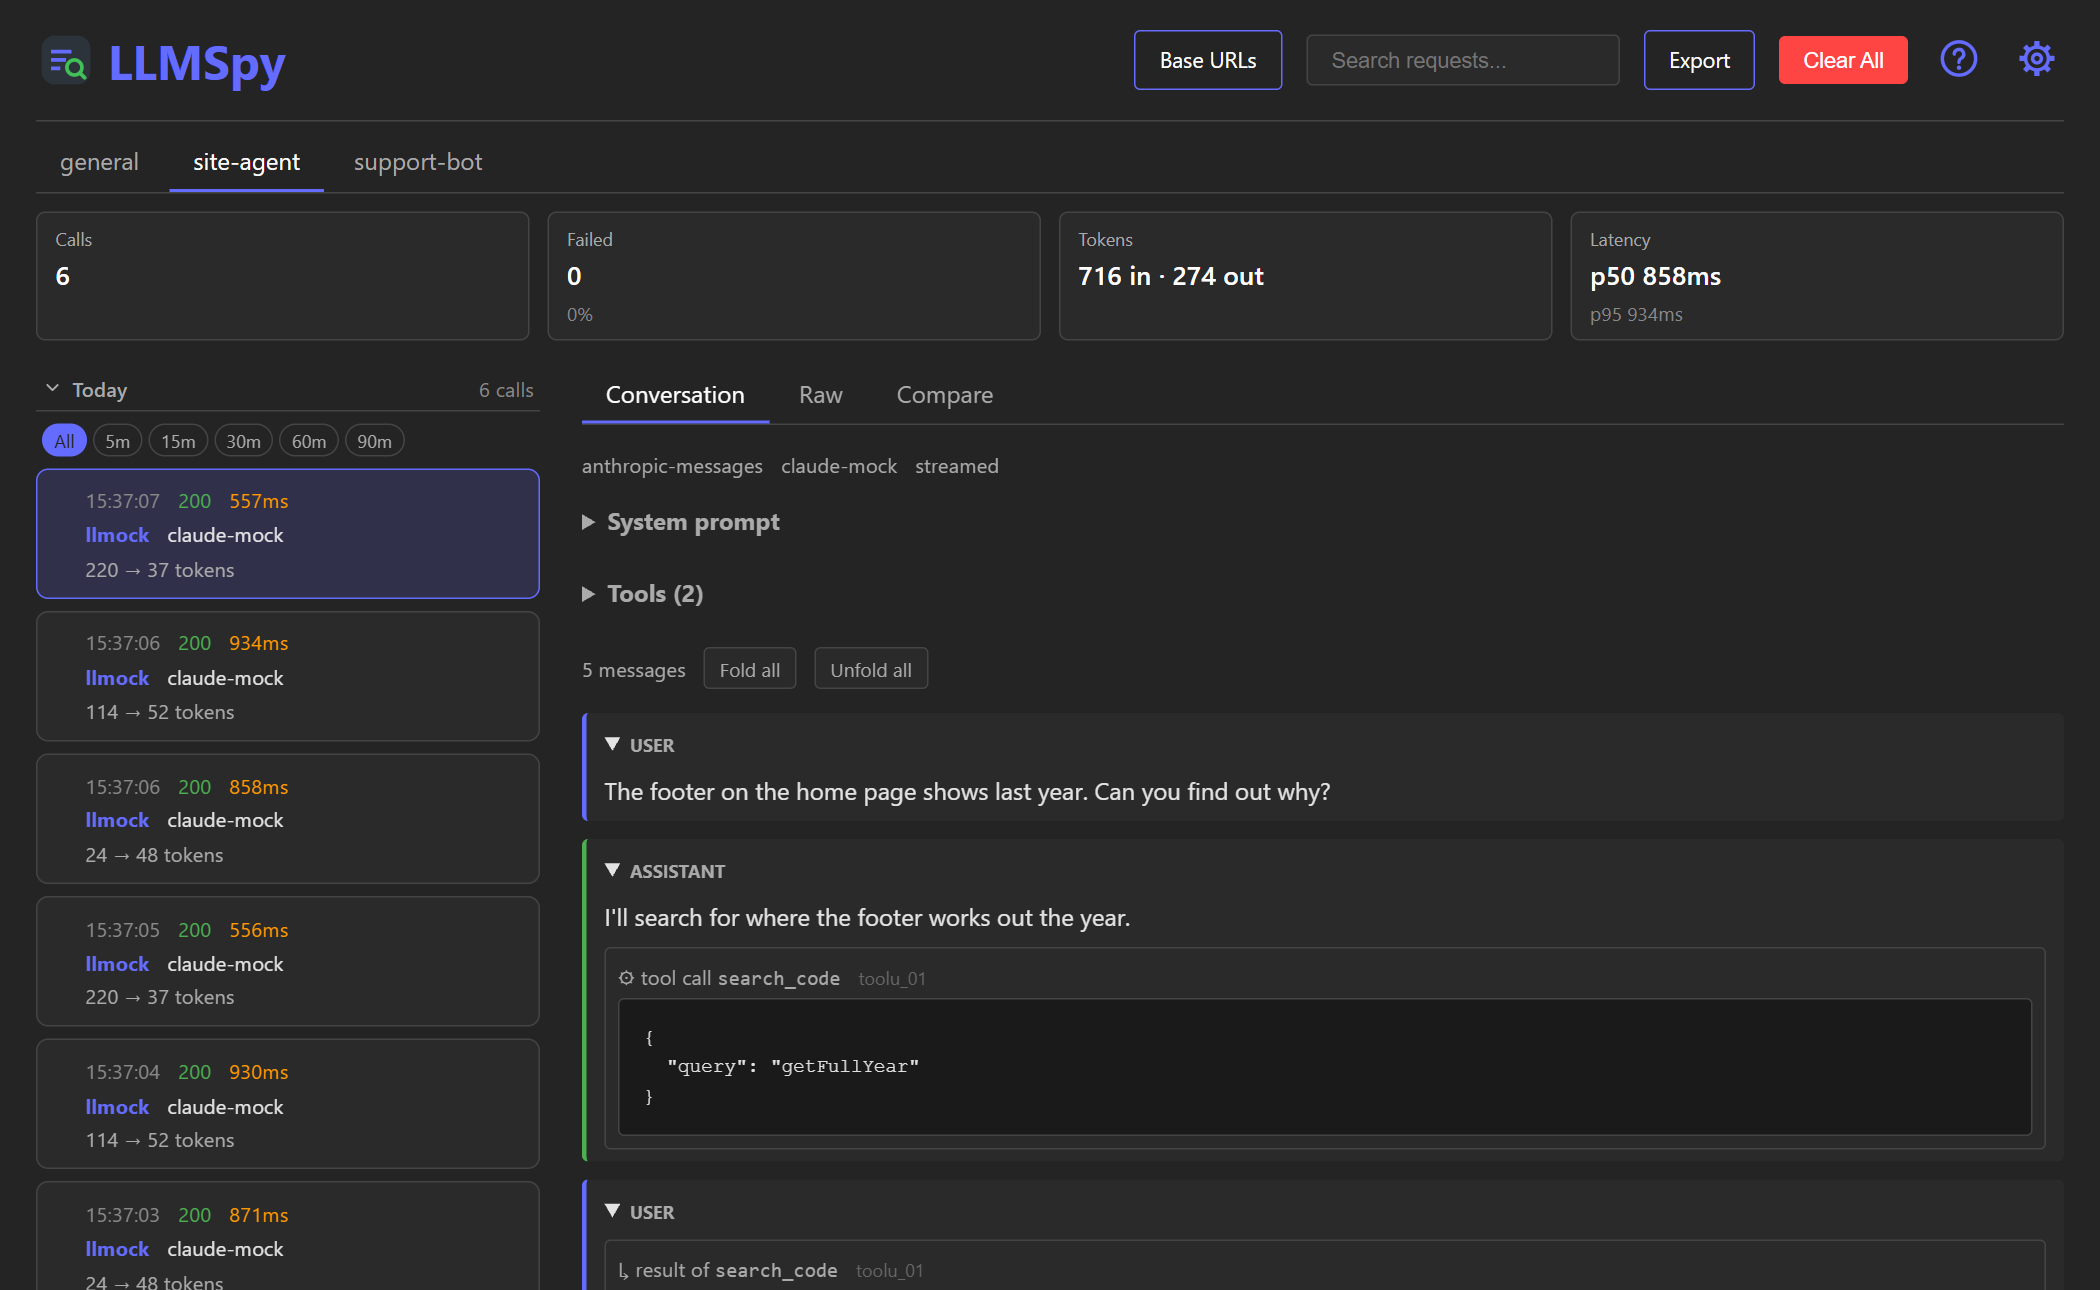 LLMSpy
Base URLs
Search requests...
Export
Clear All
general
site-agent
support-bot
Calls
6
Failed
0
0%
Tokens
716 in · 274 out
Latency
p50 858ms
p95 934ms
Today
6 calls
All
5m
15m
30m
60m
90m
15:37:07 200 557ms
llmock claude-mock
220 → 37 tokens
15:37:06 200 934ms
llmock claude-mock
114 → 52 tokens
15:37:06 200 858ms
llmock claude-mock
24 → 48 tokens
15:37:05 200 556ms
llmock claude-mock
220 → 37 tokens
15:37:04 200 930ms
llmock claude-mock
114 → 52 tokens
15:37:03 200 871ms
llmock claude-mock
24 → 48 tokens
Conversation
Raw
Compare
anthropic-messages claude-mock streamed
System prompt
Tools (2)
5 messages
Fold all
Unfold all
USER
The footer on the home page shows last year. Can you find out why?
ASSISTANT
I'll search for where the footer works out the year.
tool call search_code toolu_01
{
"query": "getFullYear"
}
USER
result of search_code toolu_01